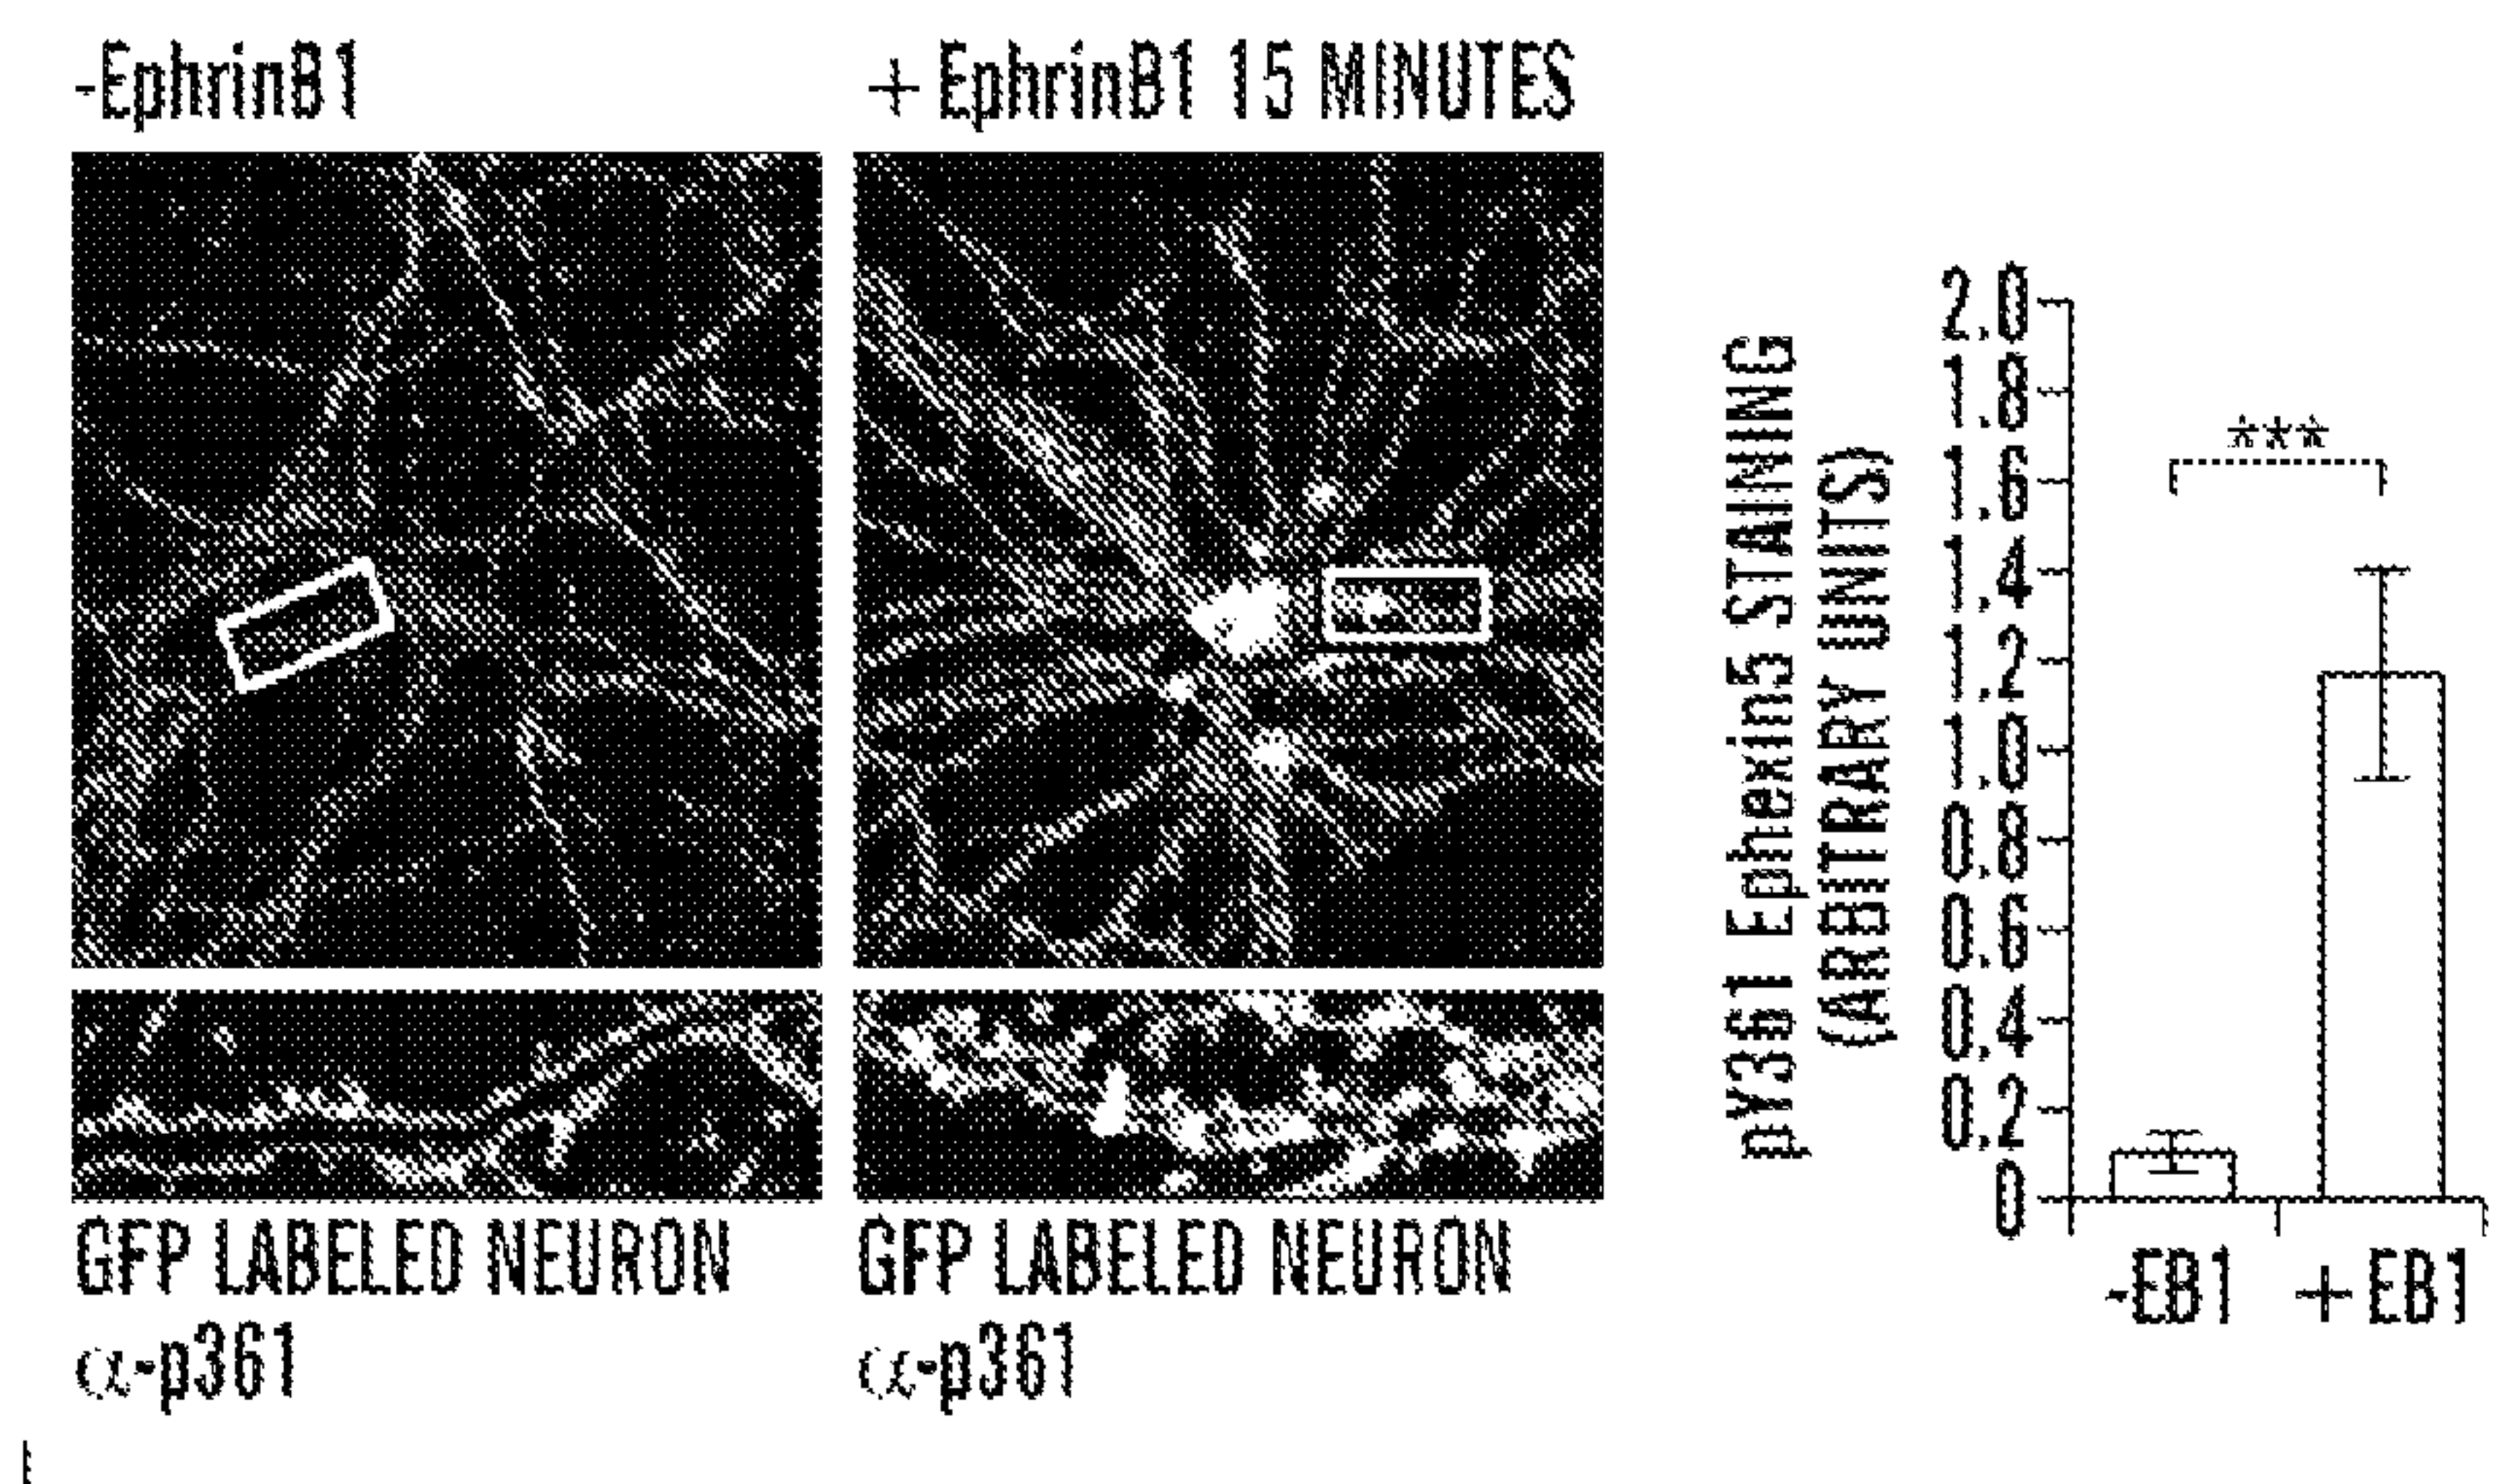 -EphrinB1
+ EphrinB1 15 MINUTES
GFP LABELED NEURON
α-p361
GFP LABELED NEURON
α-p361
pY361 Ephexin5 STAINING
(ARBITRARY UNITS)
2.0
1.8
1.6
1.4
1.2
1.0
0.8
0.6
0.4
0.2
0
***
-EB1
+EB1